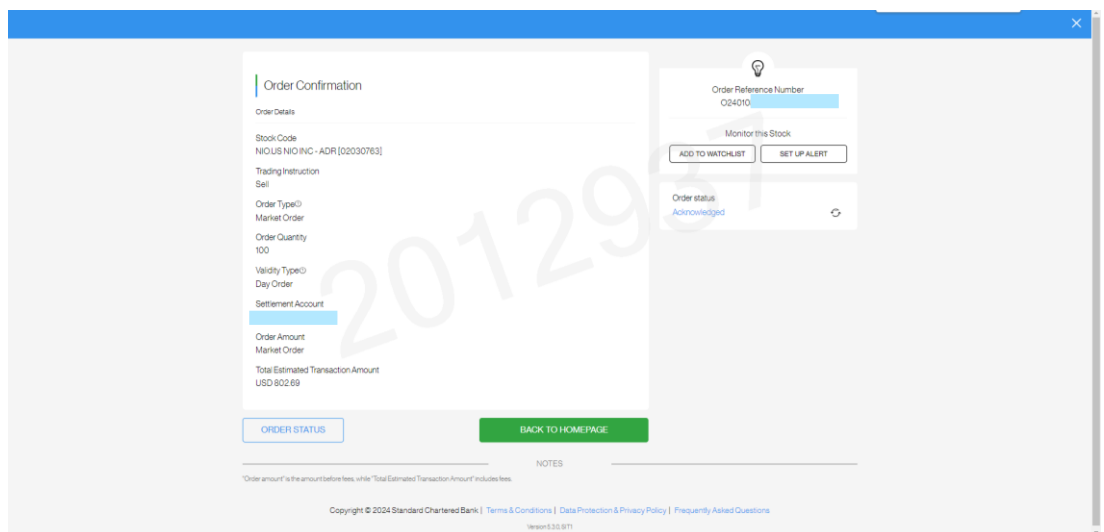 Order Confirmation
Order Details
Stock Code
NIO.US NIO INC - ADR [02030763]
Trading Instruction
Sell
Order Type
Market Order
Order Quantity
100
Validity Type
Day Order
Settlement Account
Order Amount
Market Order
Total Estimated Transaction Amount
USD 802.69
Order Reference Number
O24010
Monitor this Stock
ADD TO WATCHLIST SET UP ALERT
Order status
Acknowledged
2012937
ORDER STATUS BACK TO HOMEPAGE
NOTES
"Order amount" is the amount before fees, while "Total Estimated Transaction Amount" includes fees.
Copyright © 2024 Standard Chartered Bank | Terms & Conditions | Data Protection & Privacy Policy | Frequently Asked Questions